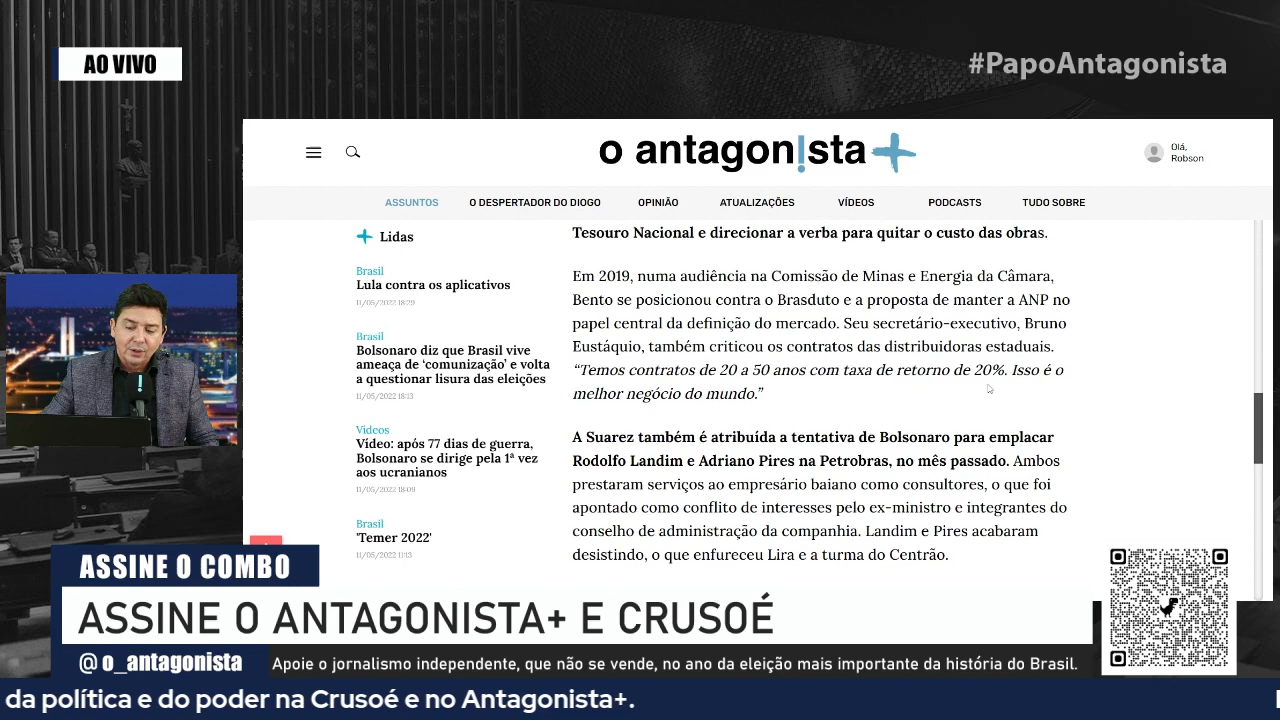 AO VIVO
#PapoAntagonista
o antagon!sta+
Olá,
Robson
ASSUNTOS O DESPERTADOR DO DIOGO OPINIÃO ATUALIZAÇÕES VÍDEOS PODCASTS TUDO SOBRE
Lidas
Brasil
Lula contra os aplicativos
11/05/2022 18:29
Brasil
Bolsonaro diz que Brasil vive
ameaça de ‘comunização’ e volta
a questionar lisura das eleições
11/05/2022 18:13
Vídeos
Vídeo: após 77 dias de guerra,
Bolsonaro se dirige pela 1ª vez
aos ucranianos
11/05/2022 18:09
Brasil
'Temer 2022'
11/05/2022 11:13
Tesouro Nacional e direcionar a verba para quitar o custo das obras.
Em 2019, numa audiência na Comissão de Minas e Energia da Câmara,
Bento se posicionou contra o Brasduto e a proposta de manter a ANP no
papel central da definição do mercado. Seu secretário-executivo, Bruno
Eustáquio, também criticou os contratos das distribuidoras estaduais.
“Temos contratos de 20 a 50 anos com taxa de retorno de 20%. Isso é o
melhor negócio do mundo.”
A Suarez também é atribuída a tentativa de Bolsonaro para emplacar
Rodolfo Landim e Adriano Pires na Petrobras, no mês passado. Ambos
prestaram serviços ao empresário baiano como consultores, o que foi
apontado como conflito de interesses pelo ex-ministro e integrantes do
conselho de administração da companhia. Landim e Pires acabaram
desistindo, o que enfureceu Lira e a turma do Centrão.
ASSINE O COMBO
ASSINE O ANTAGONISTA+ E CRUSOÉ
@o_antagonista
Apoie o jornalismo independente, que não se vende, no ano da eleição mais importante da história do Brasil.
da política e do poder na Crusoé e no Antagonista+.